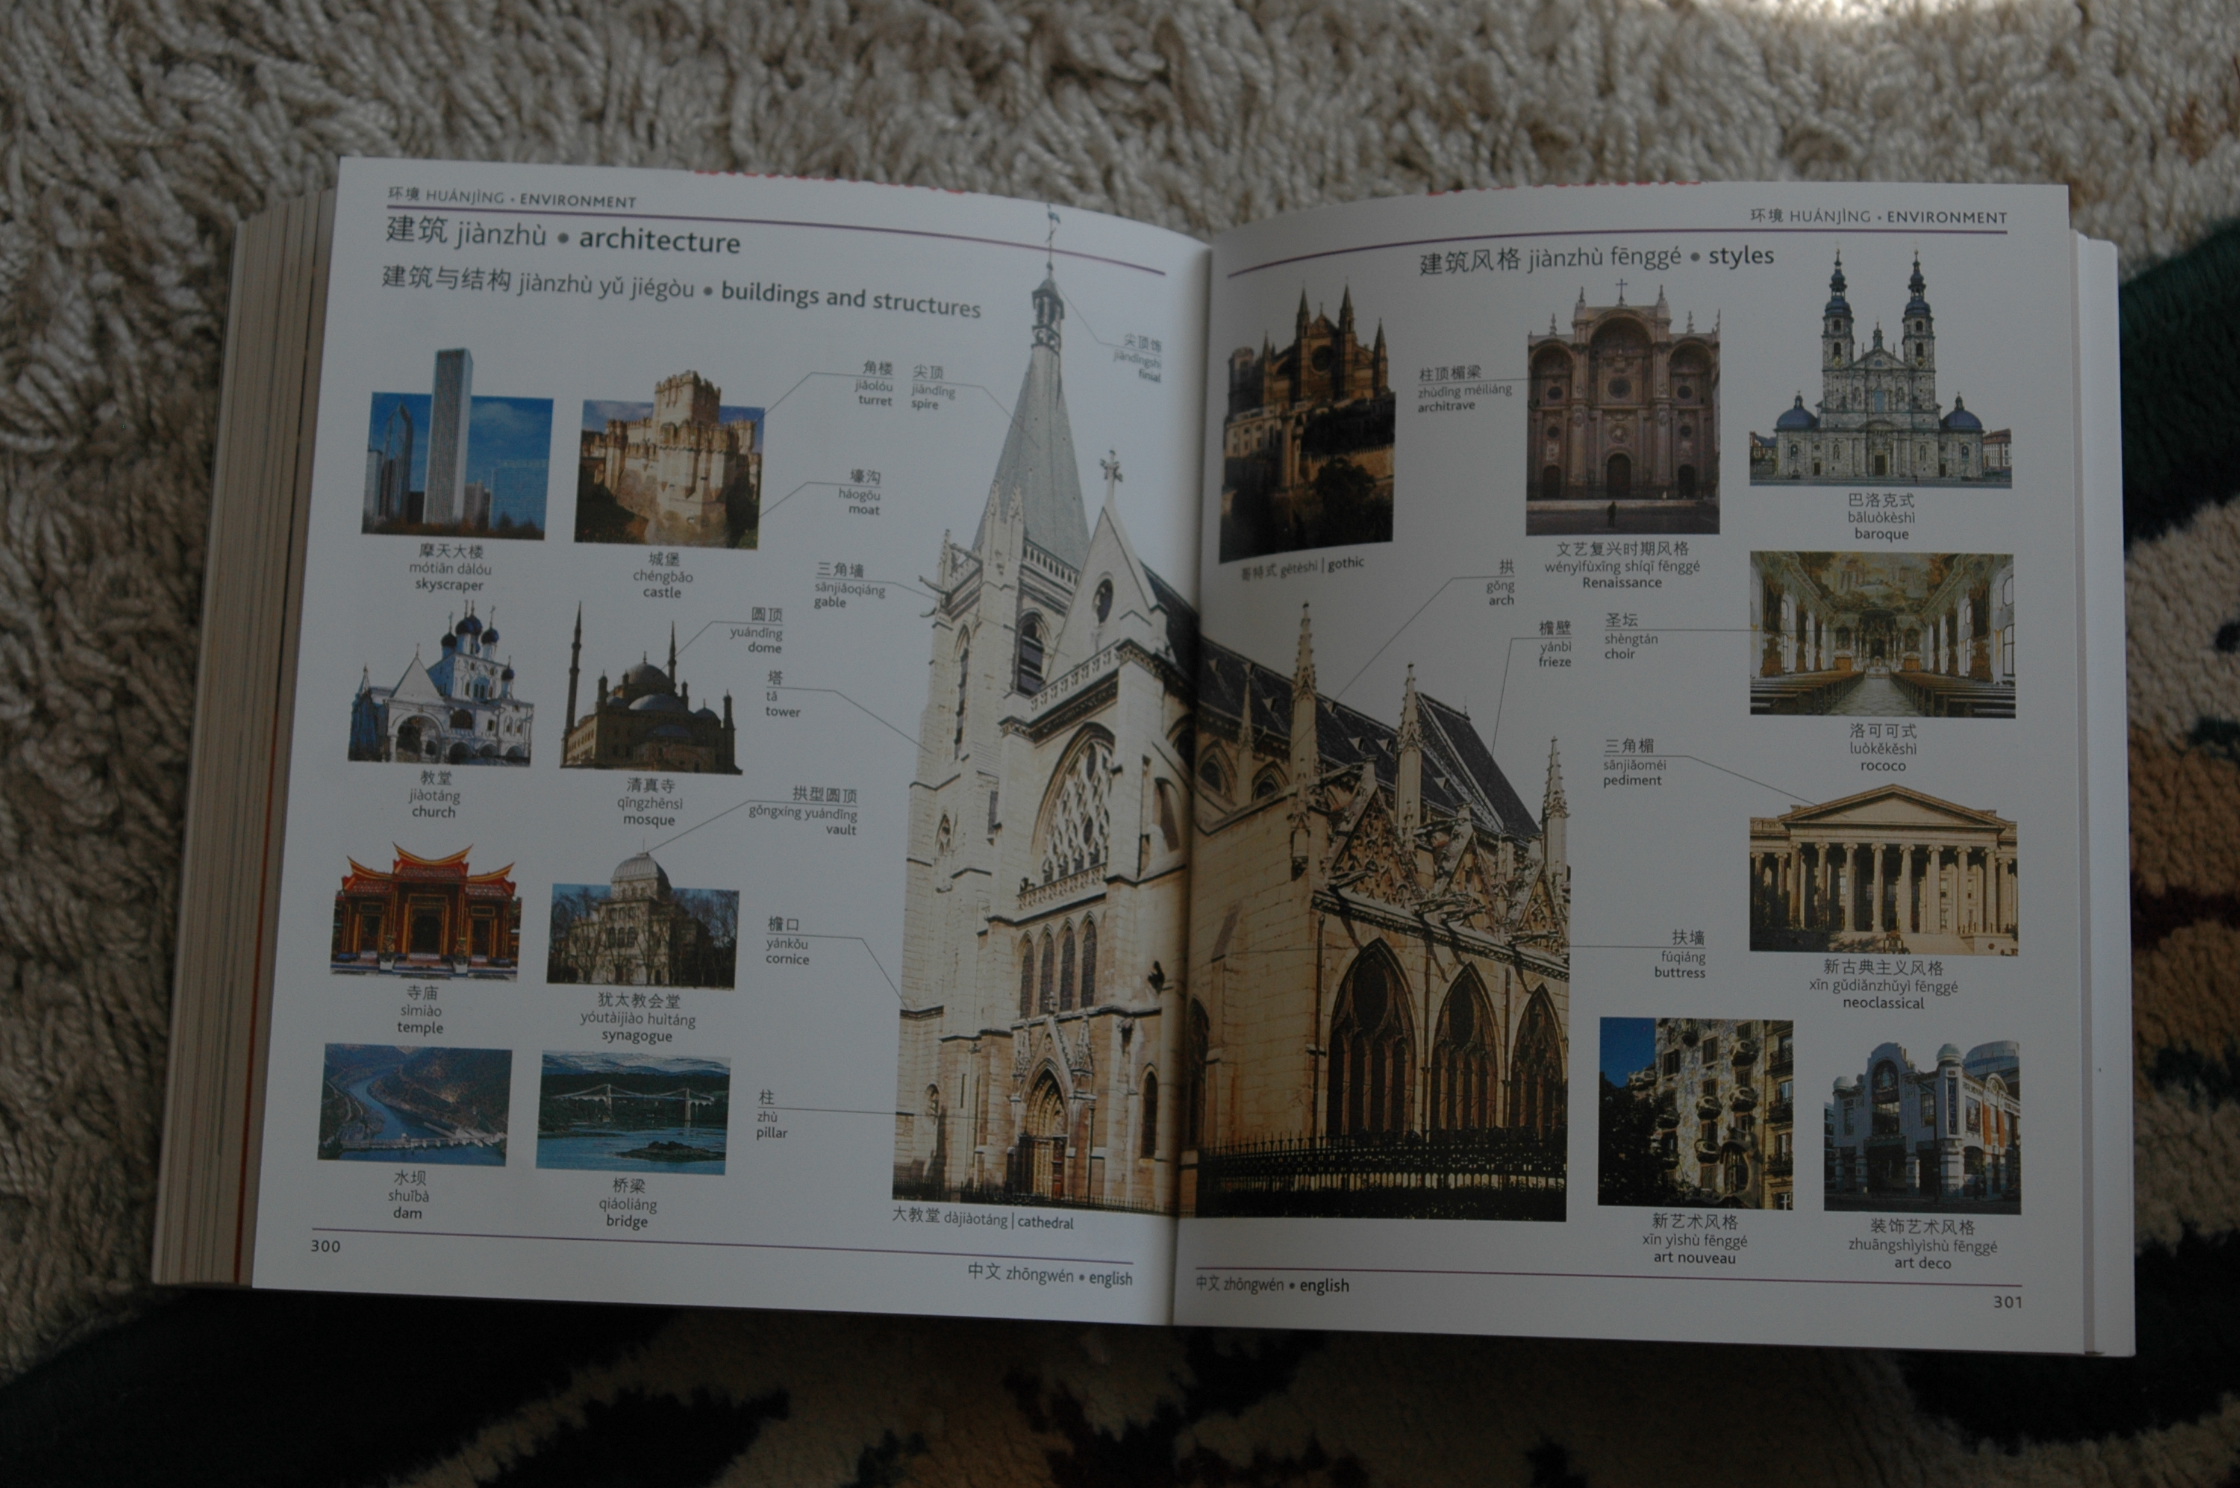 环境 HUÁNJÌNG • ENVIRONMENT
建筑 jiànzhù • architecture
建筑与结构 jiànzhù yǔ jiégòu • buildings and structures
摩天大楼
mótiān dàlóu
skyscraper
城堡
chéngbǎo
castle
角楼
jiǎolóu
turret
壕沟
háogōu
moat
教堂
jiàotáng
church
清真寺
qīngzhēnsì
mosque
圆顶
yuándǐng
dome
寺庙
sìmiào
temple
犹太教会堂
yóutàijiào huìtáng
synagogue
拱型圆顶
gǒngxíng yuándǐng
vault
水坝
shuǐbà
dam
桥梁
qiáoliáng
bridge
尖顶饰
jiāndǐngshì
finial
尖顶
jiāndǐng
spire
三角墙
sānjiǎoqiáng
gable
塔
tǎ
tower
檐口
yánkǒu
cornice
柱
zhù
pillar
大教堂 dàjiàotáng | cathedral
300
中文 zhōngwén • english
环境 HUÁNJÌNG • ENVIRONMENT
建筑风格 jiànzhù fēnggé • styles
哥特式 gētèshì | gothic
柱顶楣梁
zhùdǐng méiliáng
architrave
文艺复兴时期风格
wényìfùxīng shíqī fēnggé
Renaissance
巴洛克式
bāluòkèshì
baroque
拱
gǒng
arch
檐壁
yánbì
frieze
圣坛
shèngtán
choir
洛可可式
luòkěkěshì
rococo
三角楣
sānjiǎoméi
pediment
新古典主义风格
xīn gǔdiǎnzhǔyì fēnggé
neoclassical
扶墙
fúqiáng
buttress
新艺术风格
xīn yìshù fēnggé
art nouveau
装饰艺术风格
zhuāngshìyìshù fēnggé
art deco
中文 zhōngwén • english
301